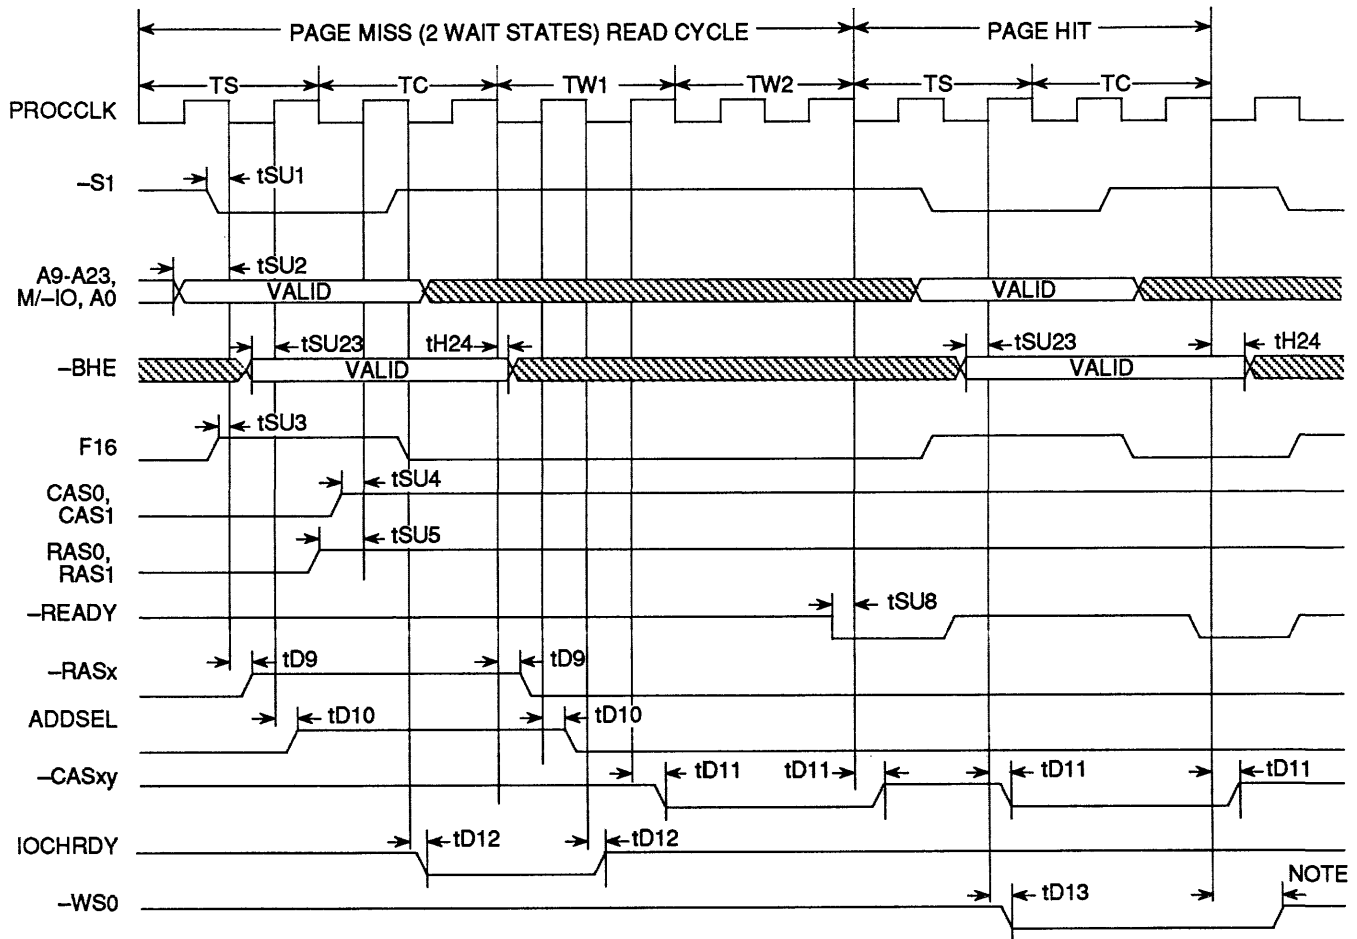 PAGE MISS (2 WAIT STATES) READ CYCLE PAGE HIT
TS TC TW1 TW2 TS TC
PROCCLK
–S1 tSU1
A9-A23,
M/–IO, A0
tSU2
VALID VALID
–BHE tSU23 tH24 tSU23 tH24
VALID VALID
F16 tSU3
CAS0,
CAS1
tSU4
RAS0,
RAS1
tSU5
–READY tSU8
–RASx tD9 tD9
ADDSEL tD10 tD10
–CASxy tD11 tD11 tD11 tD11
IOCHRDY tD12 tD12
–WS0 tD13 NOTE